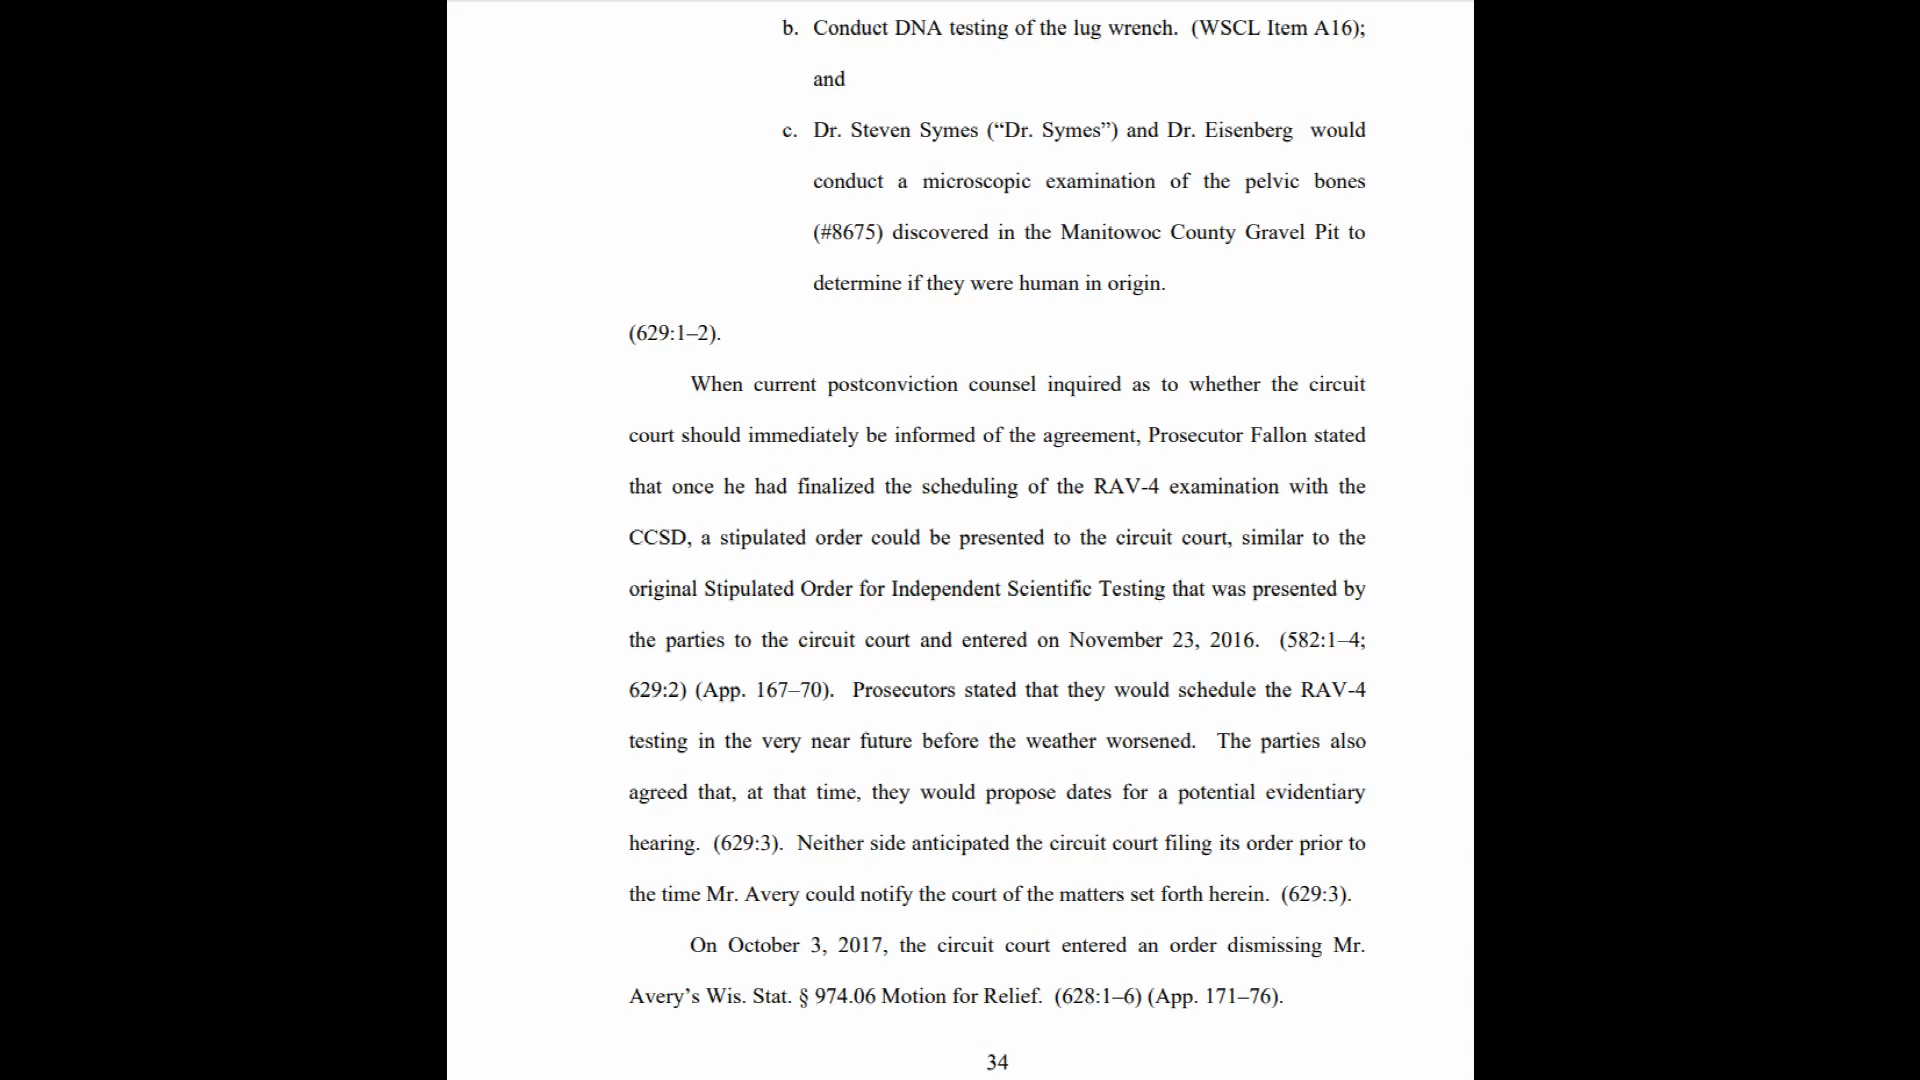 b. Conduct DNA testing of the lug wrench. (WSCL Item A16);
and
c. Dr. Steven Symes (“Dr. Symes”) and Dr. Eisenberg would
conduct a microscopic examination of the pelvic bones
(#8675) discovered in the Manitowoc County Gravel Pit to
determine if they were human in origin.
(629:1–2).
When current postconviction counsel inquired as to whether the circuit
court should immediately be informed of the agreement, Prosecutor Fallon stated
that once he had finalized the scheduling of the RAV-4 examination with the
CCSD, a stipulated order could be presented to the circuit court, similar to the
original Stipulated Order for Independent Scientific Testing that was presented by
the parties to the circuit court and entered on November 23, 2016. (582:1–4;
629:2) (App. 167–70). Prosecutors stated that they would schedule the RAV-4
testing in the very near future before the weather worsened. The parties also
agreed that, at that time, they would propose dates for a potential evidentiary
hearing. (629:3). Neither side anticipated the circuit court filing its order prior to
the time Mr. Avery could notify the court of the matters set forth herein. (629:3).
On October 3, 2017, the circuit court entered an order dismissing Mr.
Avery’s Wis. Stat. § 974.06 Motion for Relief. (628:1–6) (App. 171–76).
34